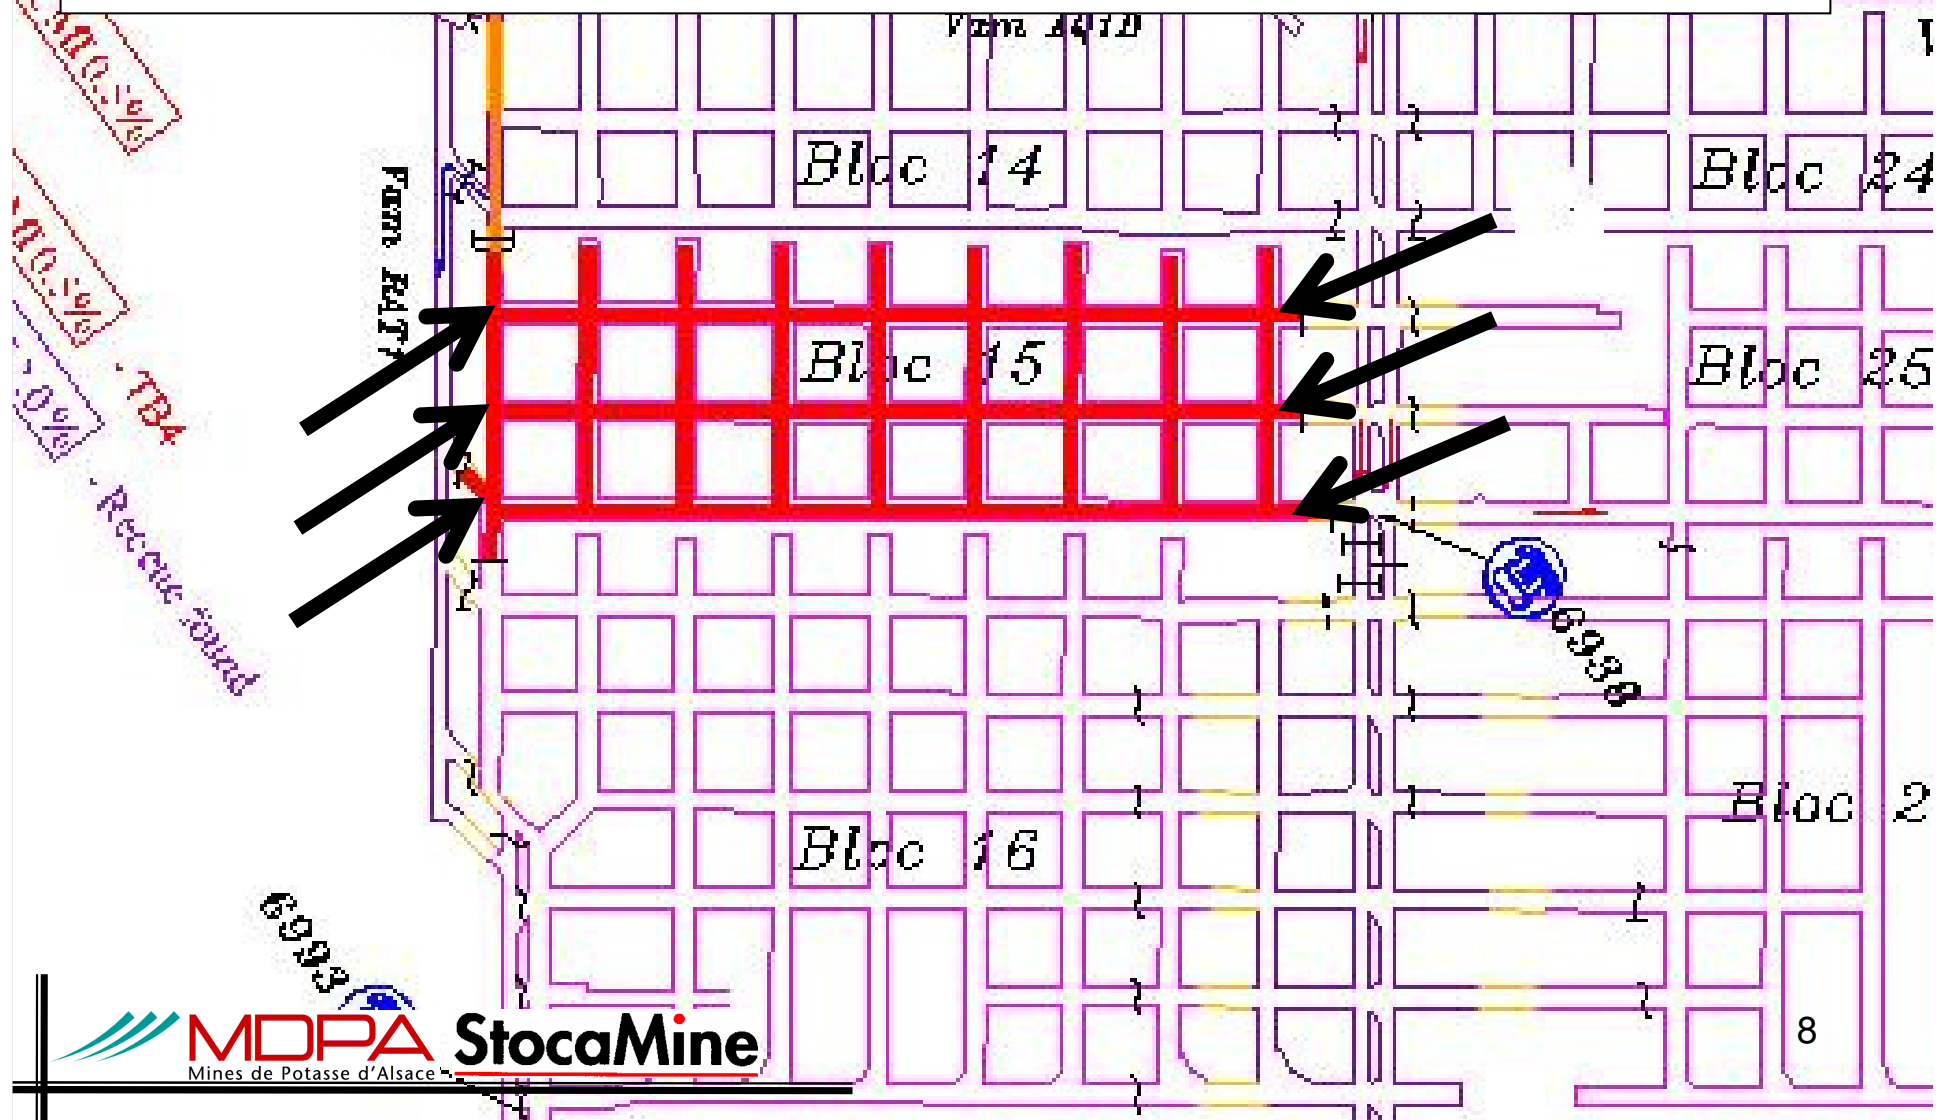 Bloc 14
Bloc 24
Bloc 15
Bloc 25
TB4
6938
Bloc 16
Bloc 2
6993
8
MDPA
Mines de Potasse d'Alsace
StocaMine